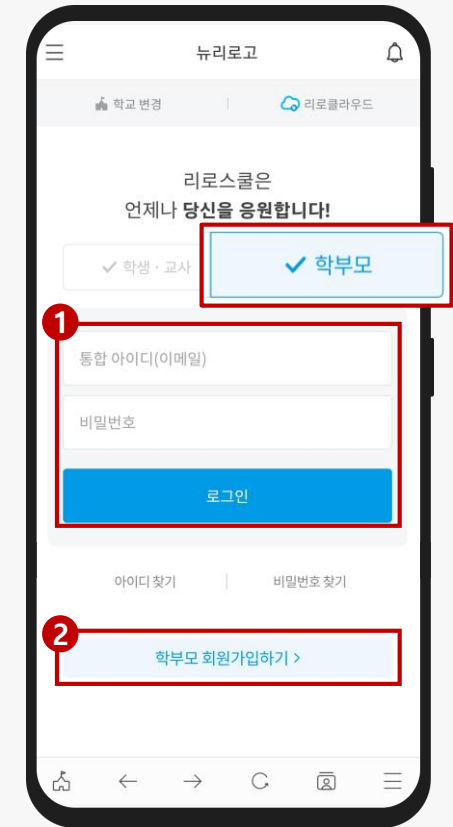 뉴리로고
학교 변경
리로클라우드
리로스쿨은
언제나 당신을 응원합니다!
학생 · 교사
학부모
1
통합 아이디(이메일)
비밀번호
로그인
아이디 찾기
비밀번호 찾기
2
학부모 회원가입하기 >